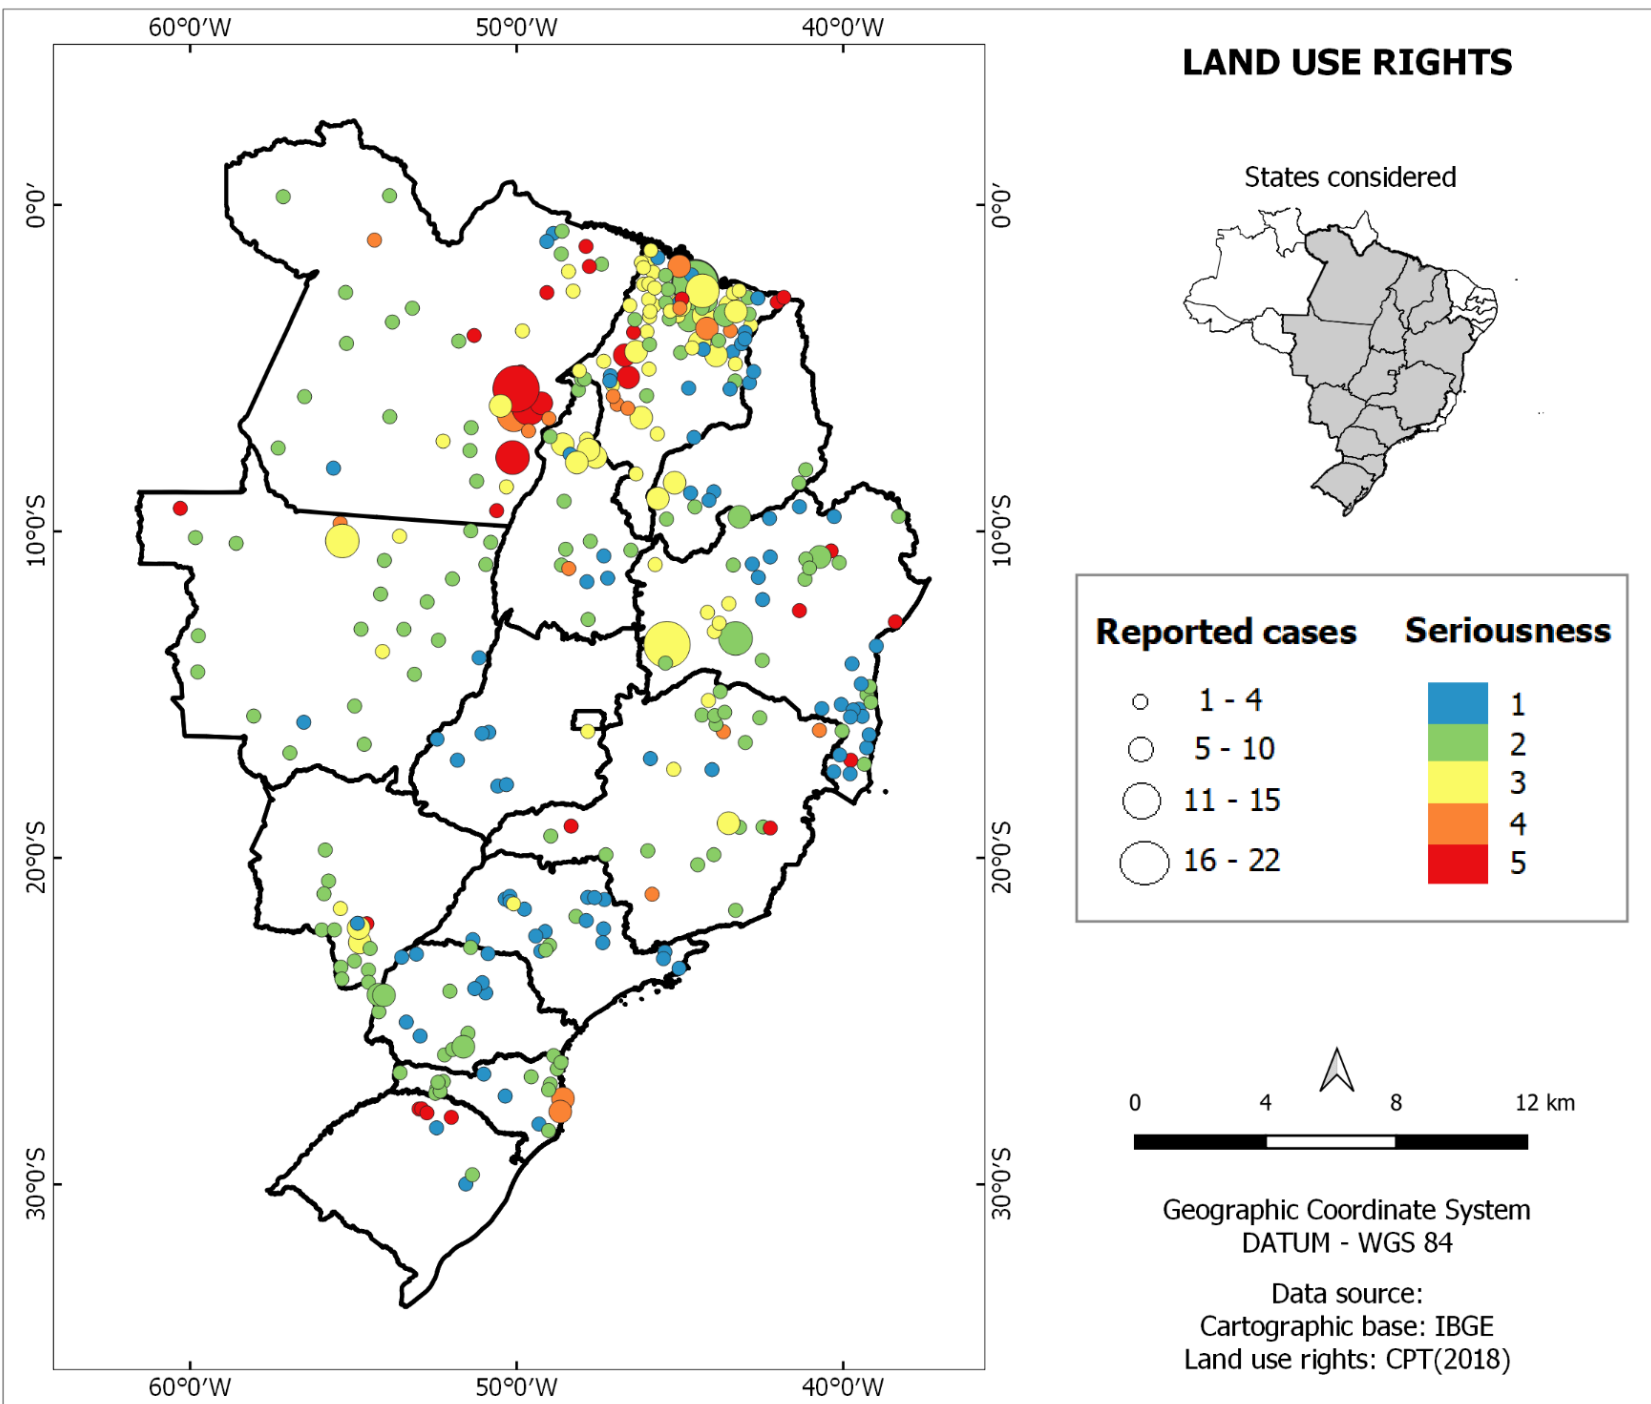 60°0'W 50°0'W 40°0'W
LAND USE RIGHTS
States considered
0°0'
10°0'S
20°0'S
30°0'S
0°0'
10°0'S
20°0'S
30°0'S
Reported cases Seriousness
1 - 4
5 - 10
11 - 15
16 - 22
1
2
3
4
5
0 4 8 12 km
Geographic Coordinate System
DATUM - WGS 84
Data source:
Cartographic base: IBGE
Land use rights: CPT(2018)
60°0'W 50°0'W 40°0'W